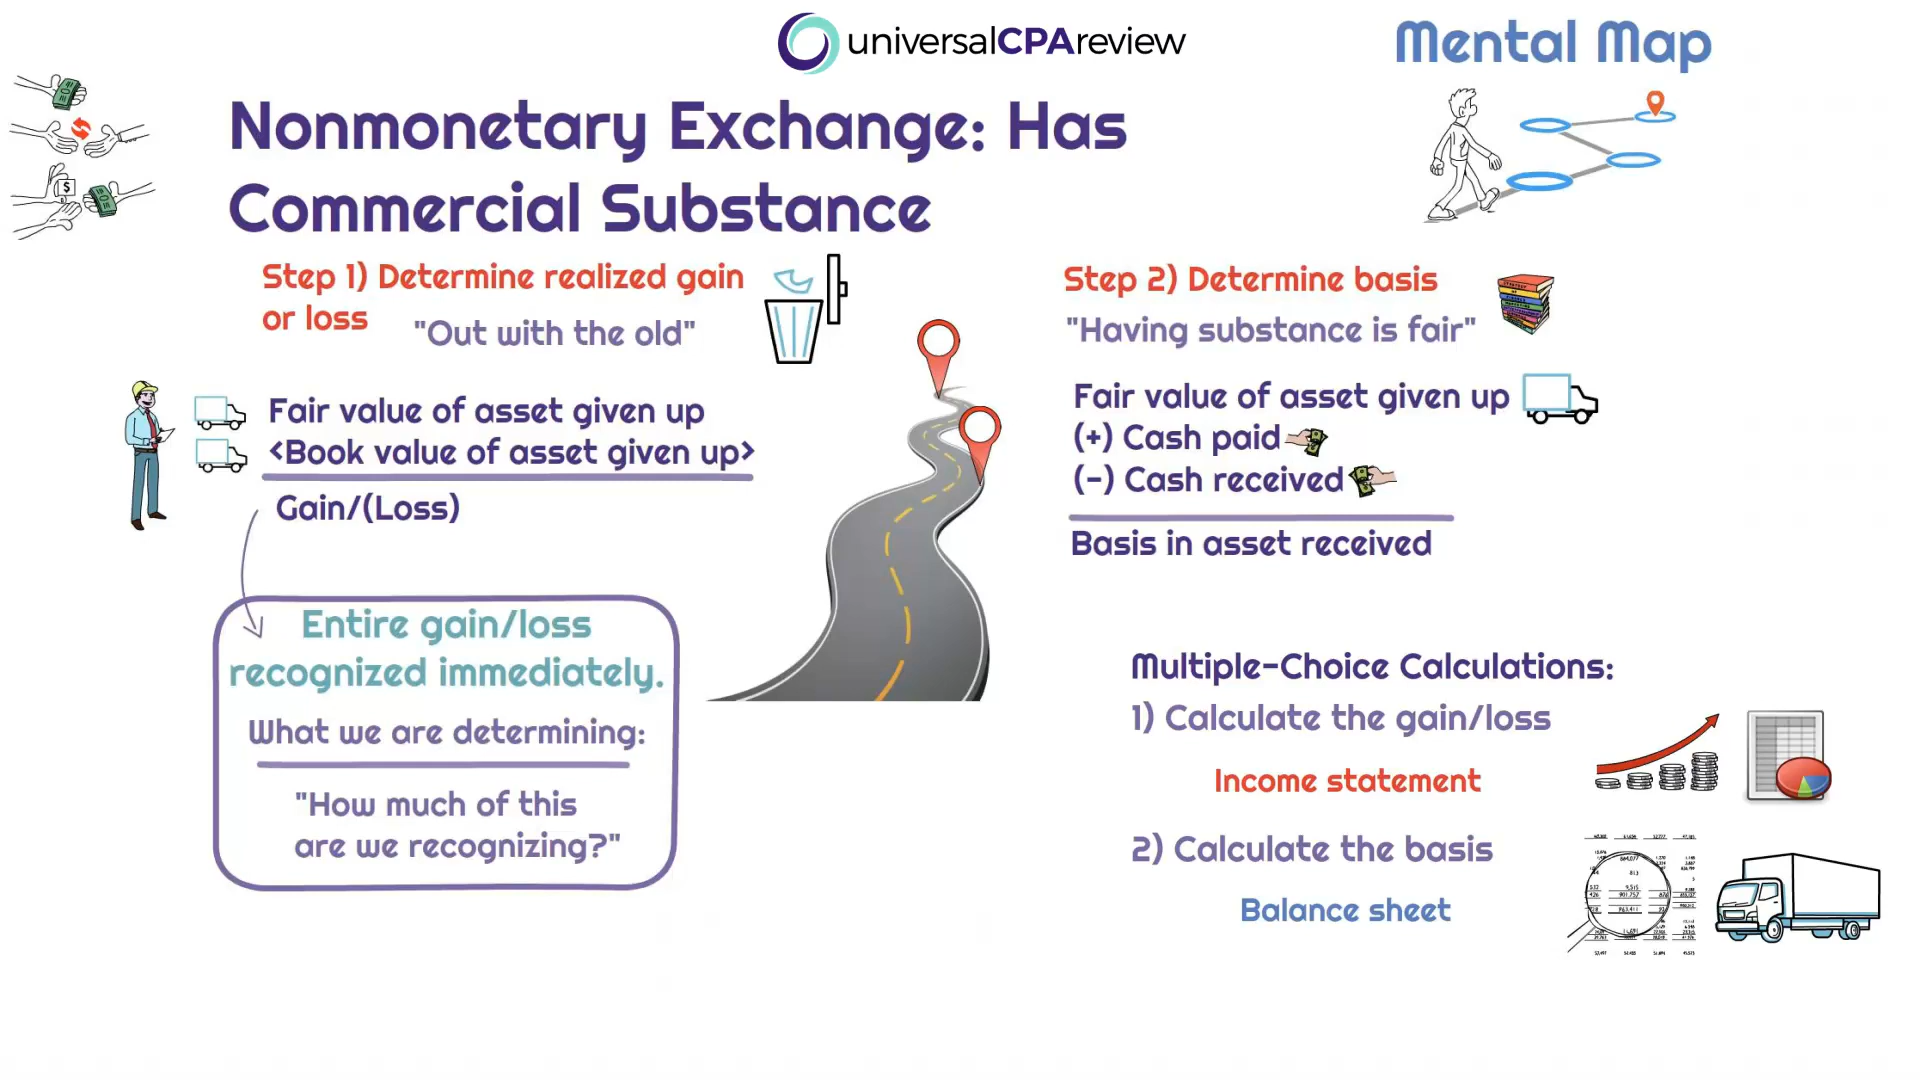 universalCPAreview
Mental Map
Nonmonetary Exchange: Has
Commercial Substance
Step 1) Determine realized gain
or loss
"Out with the old"
Fair value of asset given up
<Book value of asset given up>
Gain/(Loss)
Entire gain/loss
recognized immediately.
What we are determining:
"How much of this
are we recognizing?"
Step 2) Determine basis
"Having substance is fair"
Fair value of asset given up
(+) Cash paid
(-) Cash received
Basis in asset received
Multiple-Choice Calculations:
1) Calculate the gain/loss
Income statement
2) Calculate the basis
Balance sheet
$